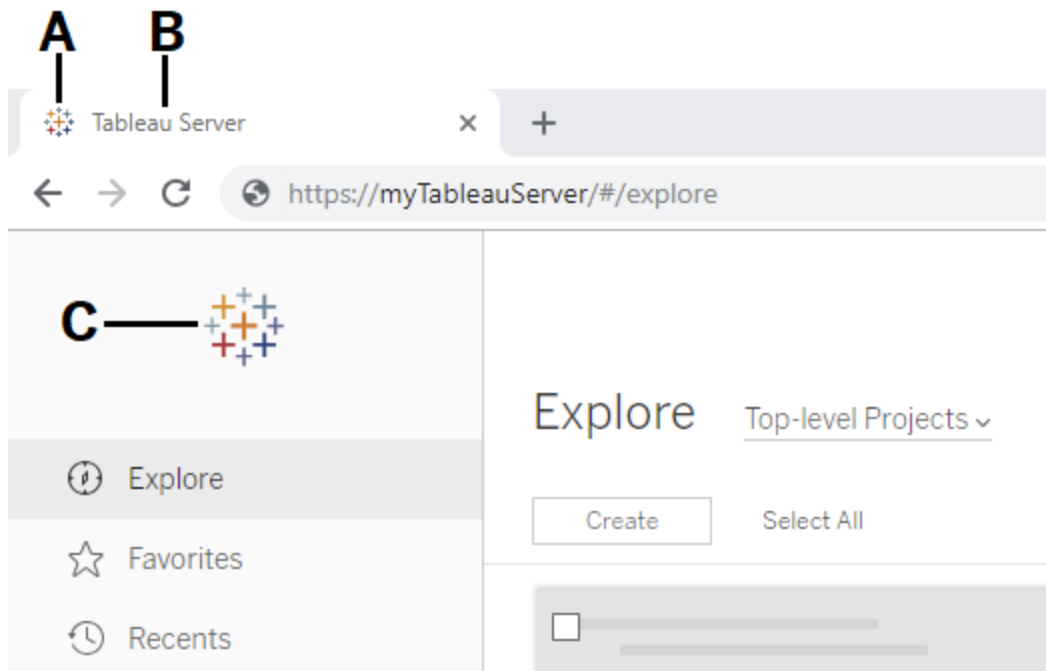 A B
Tableau Server
https://myTableauServer/#/explore
C
Explore Top-level Projects
Create Select All
Explore
Favorites
Recents